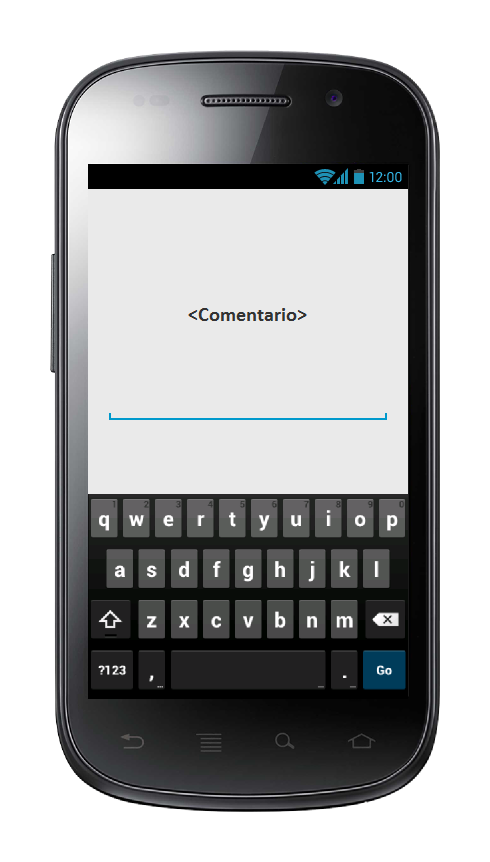 12:00
<Comentario>
1 2 3 4 5 6 7 8 9 0
q w e r t y u i o p
a s d f g h j k l
z x c v b n m
?123 , ... _ . ... Go